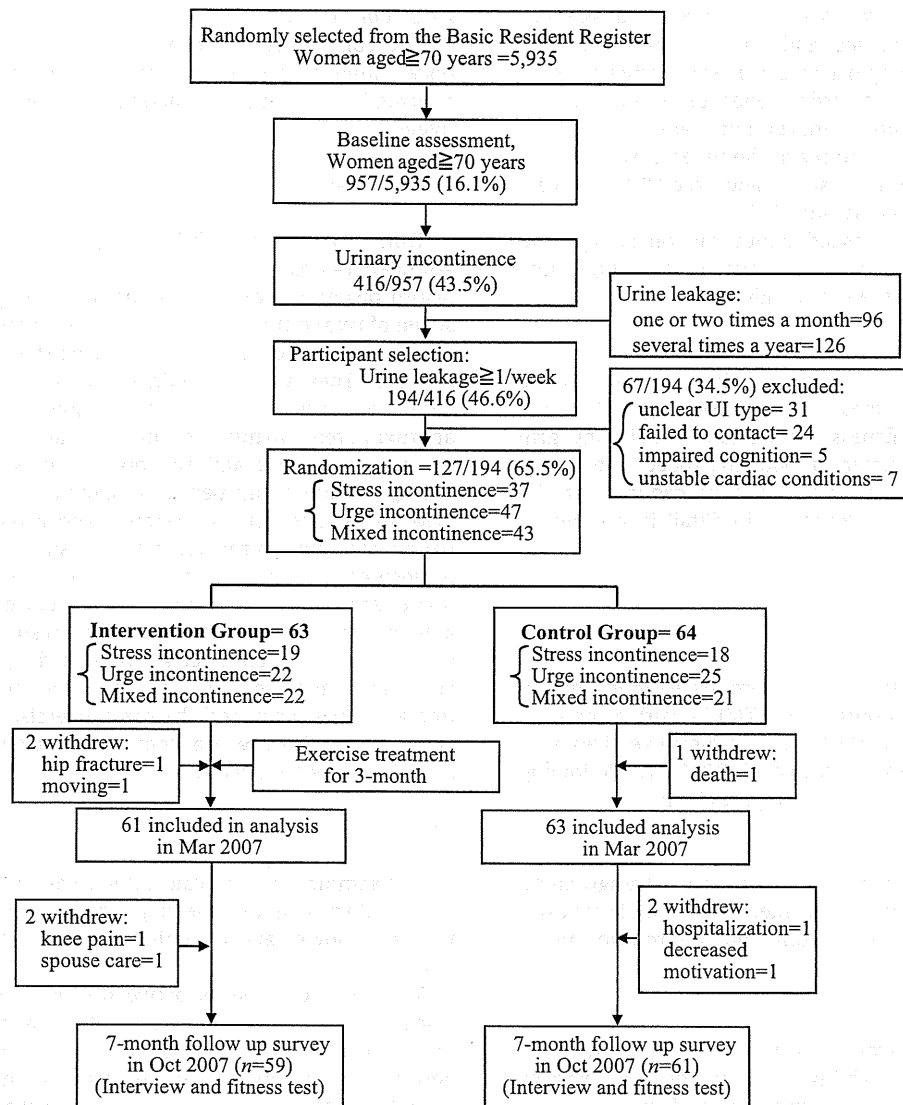 Randomly selected from the Basic Resident Register
Women aged≧70 years =5,935
Baseline assessment,
Women aged≧70 years
957/5,935 (16.1%)
Urinary incontinence
416/957 (43.5%)
Urine leakage:
one or two times a month=96
several times a year=126
Participant selection:
Urine leakage≧1/week
194/416 (46.6%)
67/194 (34.5%) excluded:
unclear UI type= 31
failed to contact= 24
impaired cognition= 5
unstable cardiac conditions= 7
Randomization =127/194 (65.5%)
Stress incontinence=37
Urge incontinence=47
Mixed incontinence=43
Intervention Group= 63
Stress incontinence=19
Urge incontinence=22
Mixed incontinence=22
Control Group= 64
Stress incontinence=18
Urge incontinence=25
Mixed incontinence=21
2 withdrew:
hip fracture=1
moving=1
Exercise treatment
for 3-month
1 withdrew:
death=1
61 included in analysis
in Mar 2007
63 included analysis
in Mar 2007
2 withdrew:
knee pain=1
spouse care=1
2 withdrew:
hospitalization=1
decreased
motivation=1
7-month follow up survey
in Oct 2007 (n=59)
(Interview and fitness test)
7-month follow up survey
in Oct 2007 (n=61)
(Interview and fitness test)